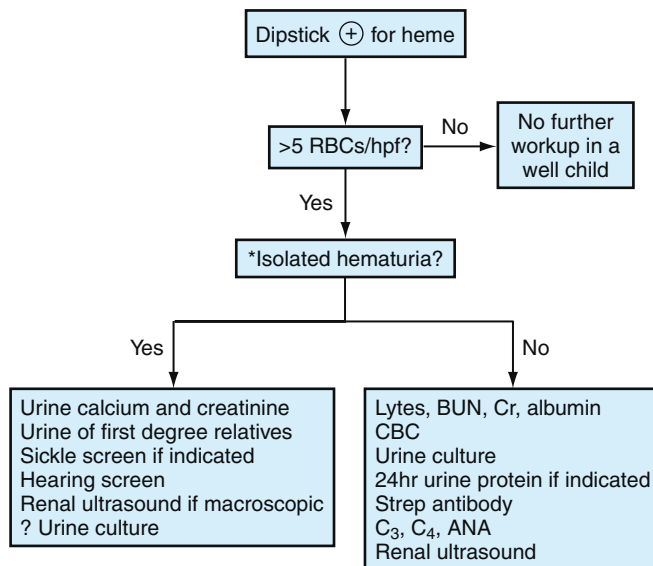 Dipstick ⊕ for heme
>5 RBCs/hpf?
No
No further
workup in a
well child
Yes
*Isolated hematuria?
Yes
No
Urine calcium and creatinine
Urine of first degree relatives
Sickle screen if indicated
Hearing screen
Renal ultrasound if macroscopic
? Urine culture
Lytes, BUN, Cr, albumin
CBC
Urine culture
24hr urine protein if indicated
Strep antibody
C₃, C₄, ANA
Renal ultrasound